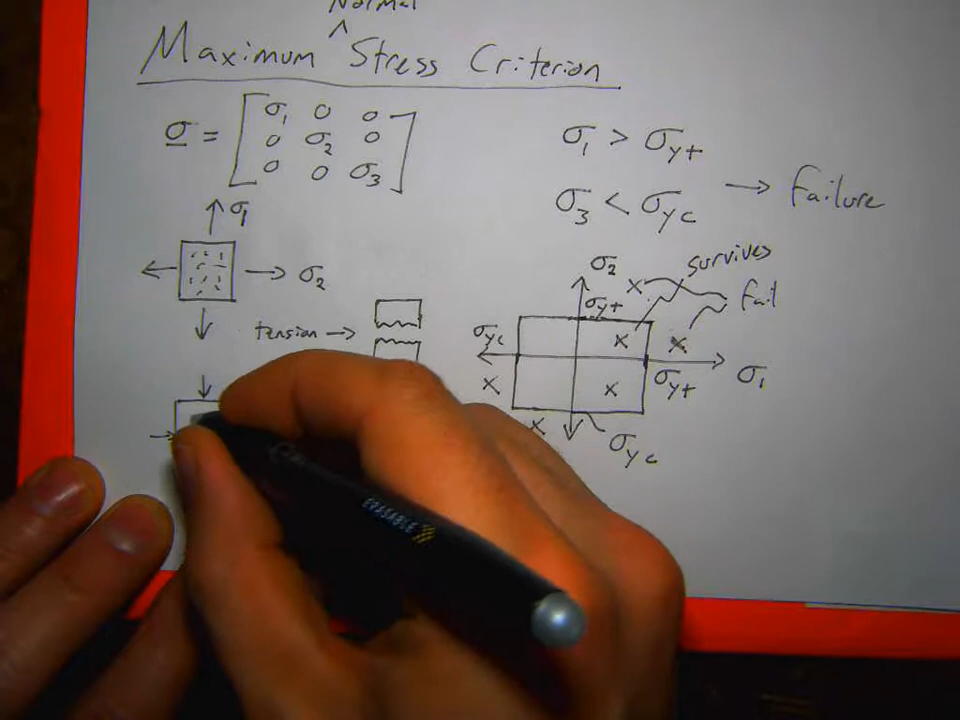 Normal
Maximum ^ Stress Criterion
σ = [ σ1 0 0
0 σ2 0
0 0 σ3 ]
σ1 > σyt
σ3 < σyc
→ Failure
σ1
σ2
tension →
σ2
survives
fail
σyt
σyc
σyt
σ1
σyc
ERASABLE